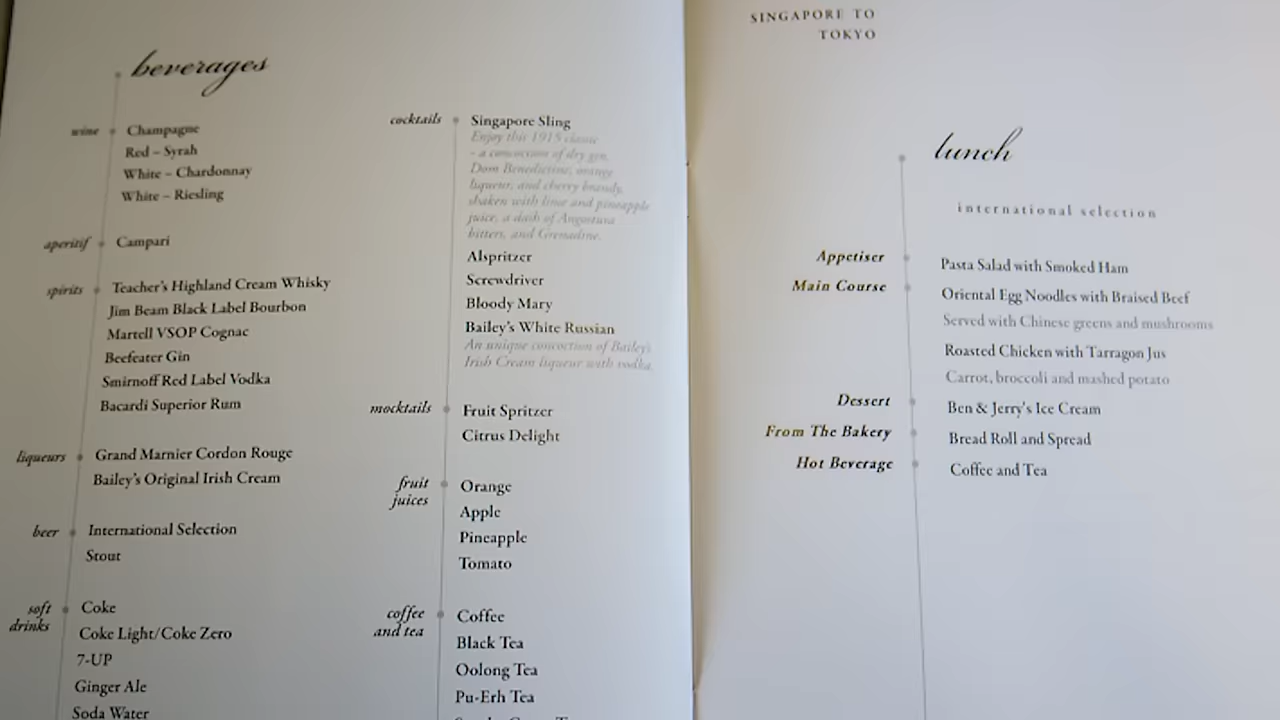 beverages
wine
Champagne
Red – Syrah
White – Chardonnay
White – Riesling
aperitif
Campari
spirits
Teacher's Highland Cream Whisky
Jim Beam Black Label Bourbon
Martell VSOP Cognac
Beefeater Gin
Smirnoff Red Label Vodka
Bacardi Superior Rum
liqueurs
Grand Marnier Cordon Rouge
Bailey's Original Irish Cream
beer
International Selection
Stout
soft
drinks
Coke
Coke Light/Coke Zero
7-UP
Ginger Ale
Soda Water
cocktails
Singapore Sling
Enjoy this 1915 classic
– a concoction of dry gin,
Dom Benedictine, orange
liqueur, and cherry brandy,
shaken with lime and pineapple
juice, a dash of Angostura
bitters, and Grenadine.
Alspritzer
Screwdriver
Bloody Mary
Bailey's White Russian
An unique concoction of Bailey's
Irish Cream liqueur with vodka.
mocktails
Fruit Spritzer
Citrus Delight
fruit
juices
Orange
Apple
Pineapple
Tomato
coffee
and tea
Coffee
Black Tea
Oolong Tea
Pu-Erh Tea
SINGAPORE TO
TOKYO
lunch
international selection
Appetiser
Pasta Salad with Smoked Ham
Main Course
Oriental Egg Noodles with Braised Beef
Served with Chinese greens and mushrooms
Roasted Chicken with Tarragon Jus
Carrot, broccoli and mashed potato
Dessert
Ben & Jerry's Ice Cream
From The Bakery
Bread Roll and Spread
Hot Beverage
Coffee and Tea